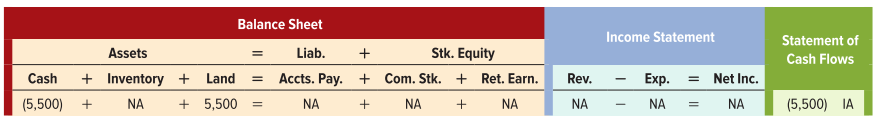 Balance Sheet
Income Statement
Statement of
Cash Flows
Assets = Liab. + Stk. Equity
Cash + Inventory + Land = Accts. Pay. + Com. Stk. + Ret. Earn. Rev. − Exp. = Net Inc.
(5,500) + NA + 5,500 = NA + NA + NA NA − NA = NA (5,500) IA